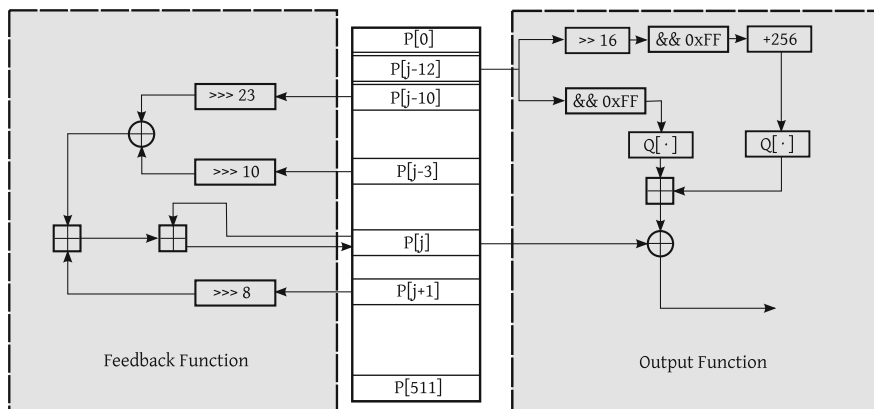 P[0]
P[j-12]
P[j-10]
P[j-3]
P[j]
P[j+1]
P[511]
>>> 23
>>> 10
>>> 8
Feedback Function
>> 16
&& 0xFF
+256
&& 0xFF
Q[·]
Q[·]
Output Function